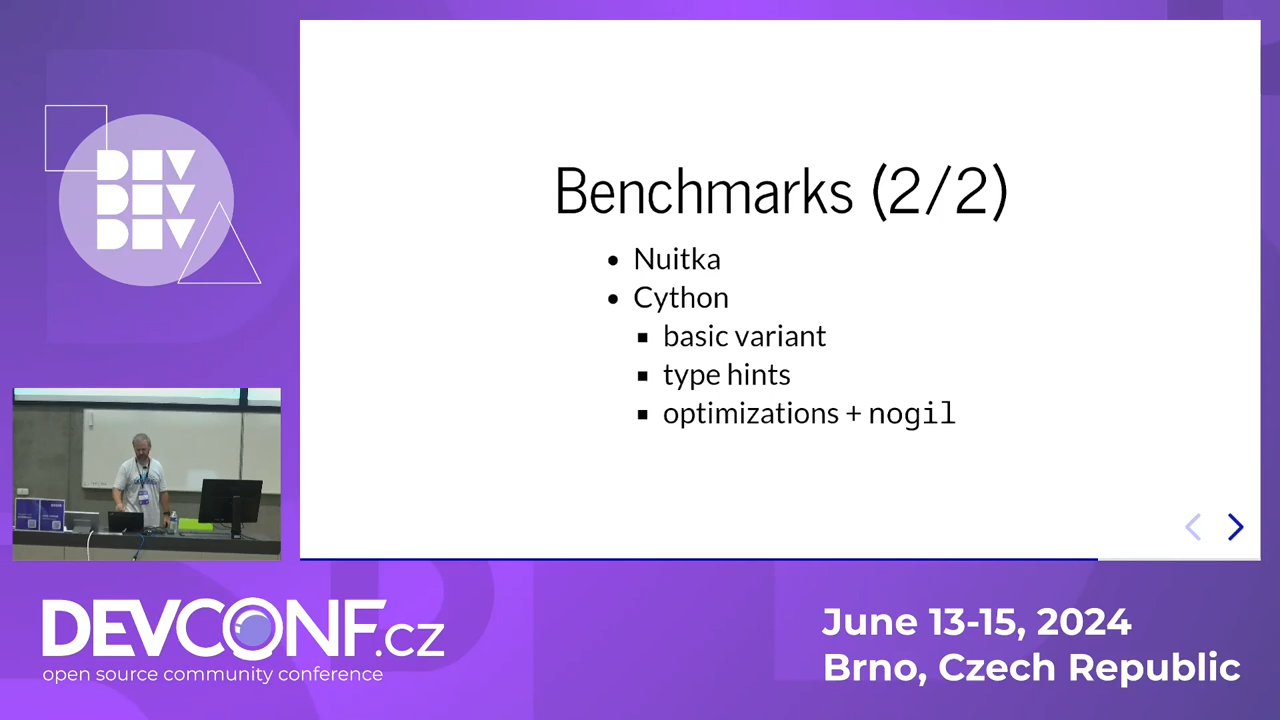 DEV
DEV
DEV
Benchmarks (2/2)
Nuitka
Cython
basic variant
type hints
optimizations + nogil
DEVCONF.cz
open source community conference
June 13-15, 2024
Brno, Czech Republic